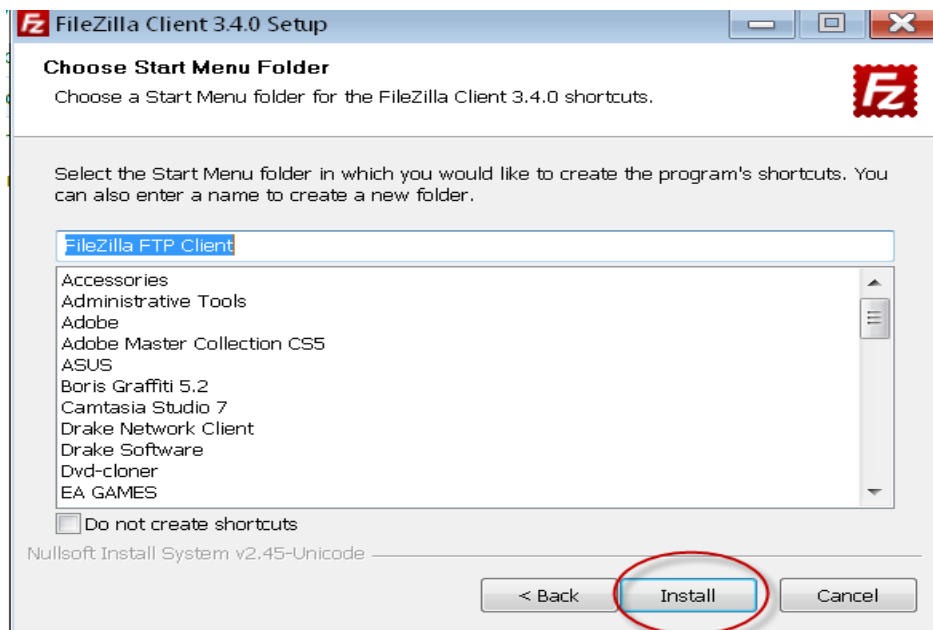 FileZilla Client 3.4.0 Setup
Choose Start Menu Folder
Choose a Start Menu folder for the FileZilla Client 3.4.0 shortcuts.
Fz
Select the Start Menu folder in which you would like to create the program's shortcuts. You
can also enter a name to create a new folder.
FileZilla FTP Client
Accessories
Administrative Tools
Adobe
Adobe Master Collection CS5
ASUS
Boris Graffiti 5.2
Camtasia Studio 7
Drake Network Client
Drake Software
Dvd-cloner
EA GAMES
Do not create shortcuts
Nullsoft Install System v2.45-Unicode
< Back Install Cancel